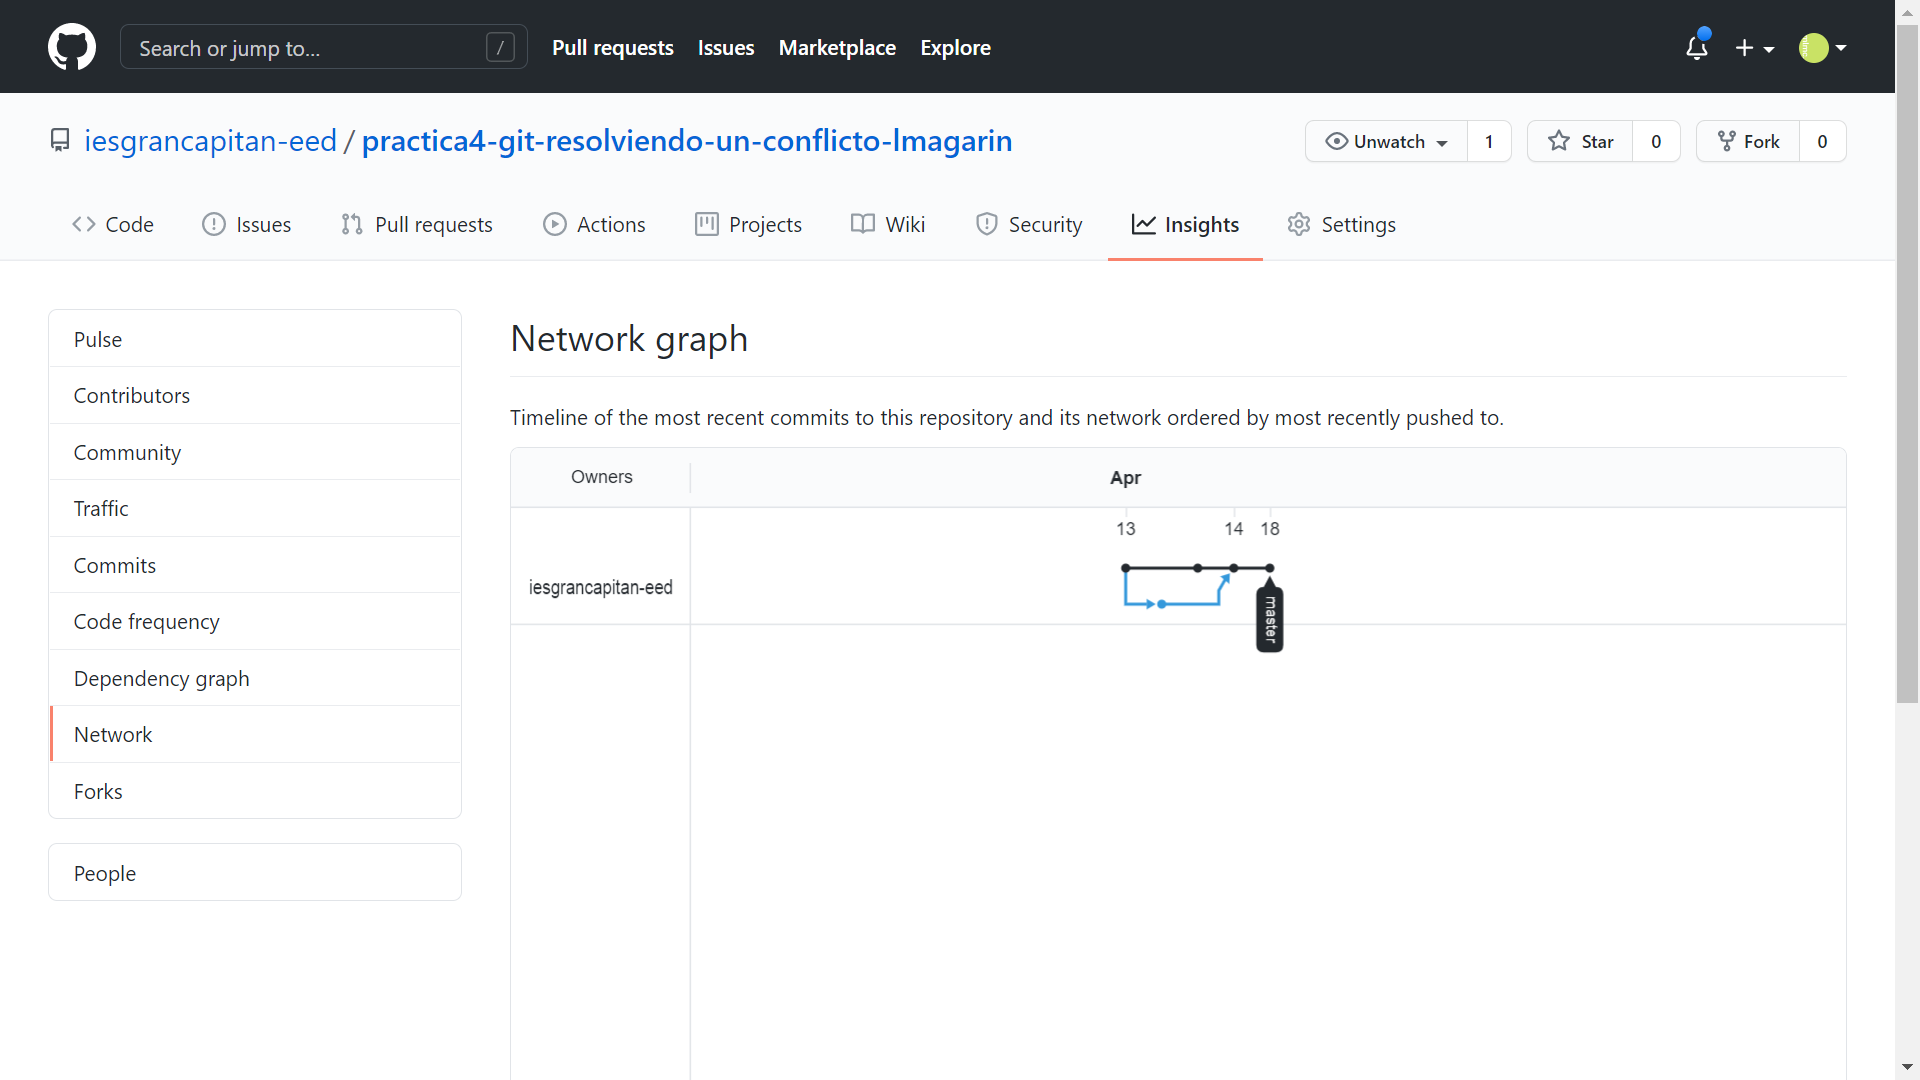 Search or jump to... / Pull requests Issues Marketplace Explore
iesgrancapitan-eed / practica4-git-resolviendo-un-conflicto-lmagarin Unwatch 1 Star 0 Fork 0
Code Issues Pull requests Actions Projects Wiki Security Insights Settings
Pulse
Contributors
Community
Traffic
Commits
Code frequency
Dependency graph
Network
Forks
People
Network graph
Timeline of the most recent commits to this repository and its network ordered by most recently pushed to.
Owners Apr
13 14 18
iesgrancapitan-eed
master